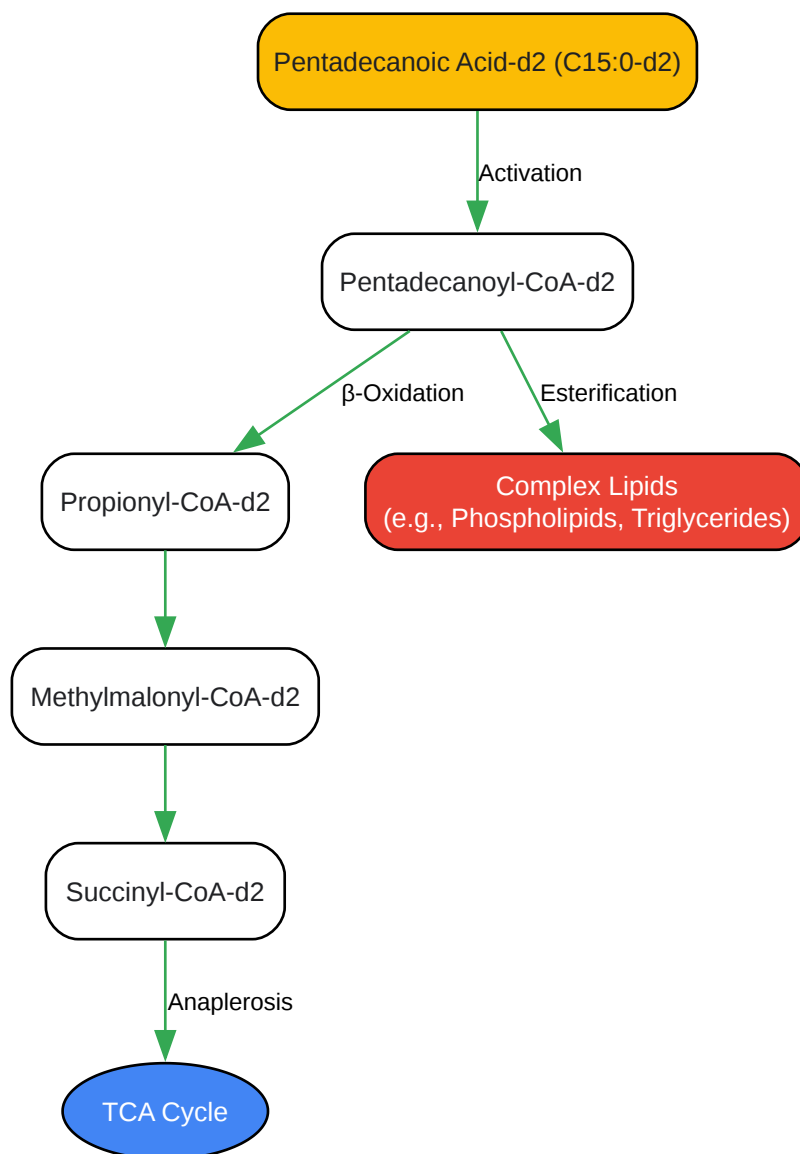 Pentadecanoic Acid-d2 (C15:0-d2)
Activation
Pentadecanoyl-CoA-d2
β-Oxidation
Esterification
Propionyl-CoA-d2
Complex Lipids
(e.g., Phospholipids, Triglycerides)
Methylmalonyl-CoA-d2
Succinyl-CoA-d2
Anaplerosis
TCA Cycle